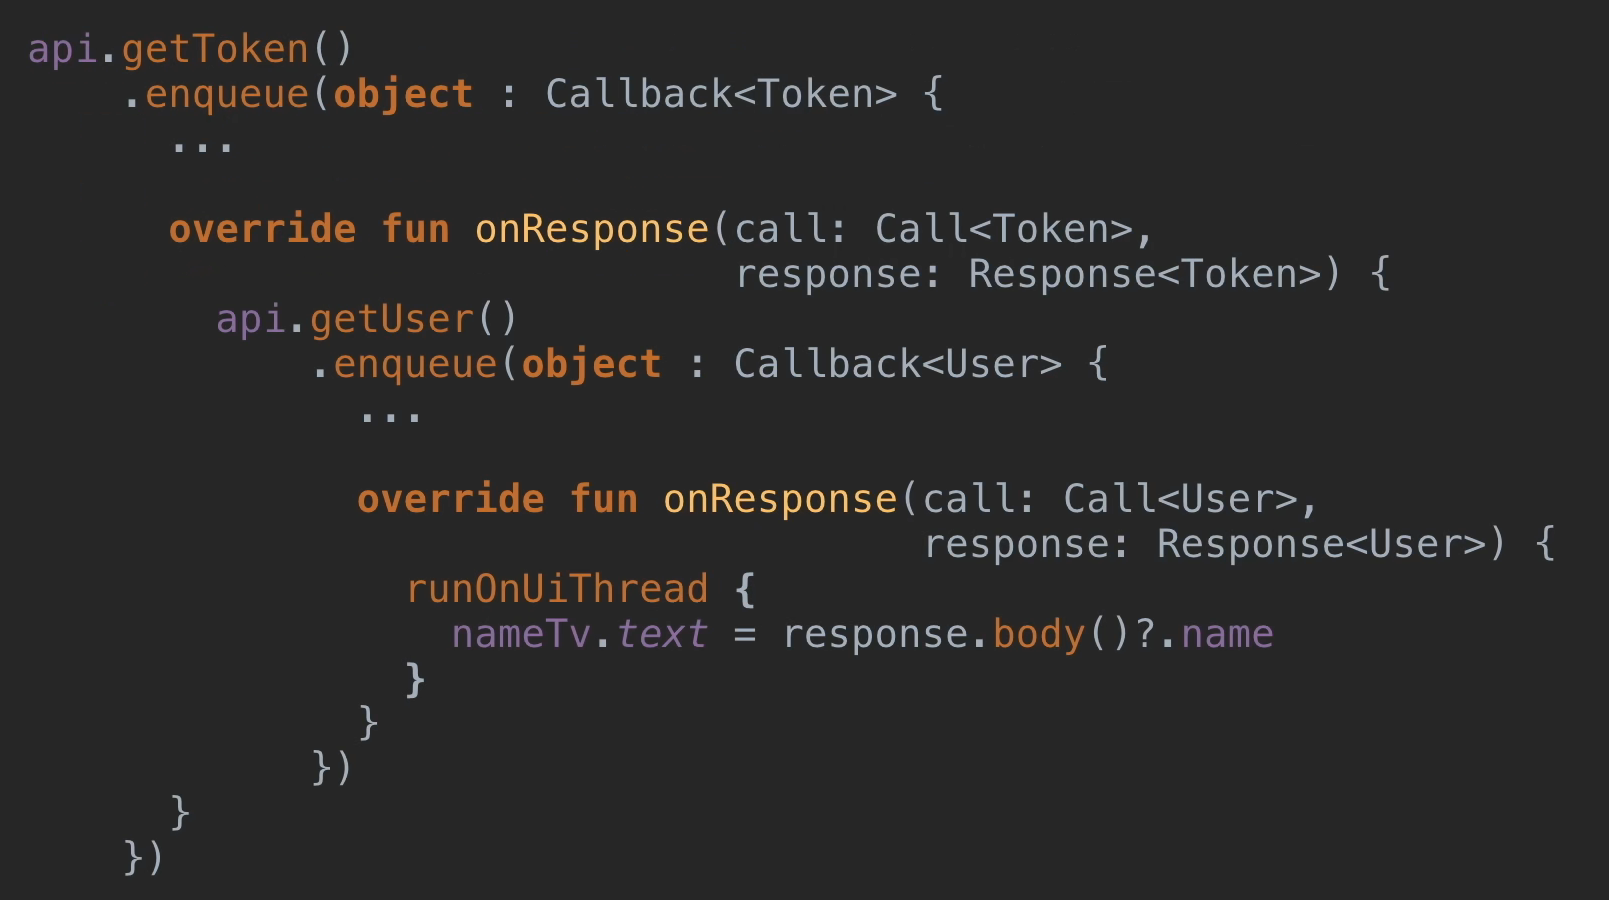 api.getToken()
    .enqueue(object : Callback<Token> {
      ...

      override fun onResponse(call: Call<Token>,
                              response: Response<Token>) {
        api.getUser()
            .enqueue(object : Callback<User> {
              ...

              override fun onResponse(call: Call<User>,
                                      response: Response<User>) {
                runOnUiThread {
                  nameTv.text = response.body()?.name
                }
              }
            })
      }
    })